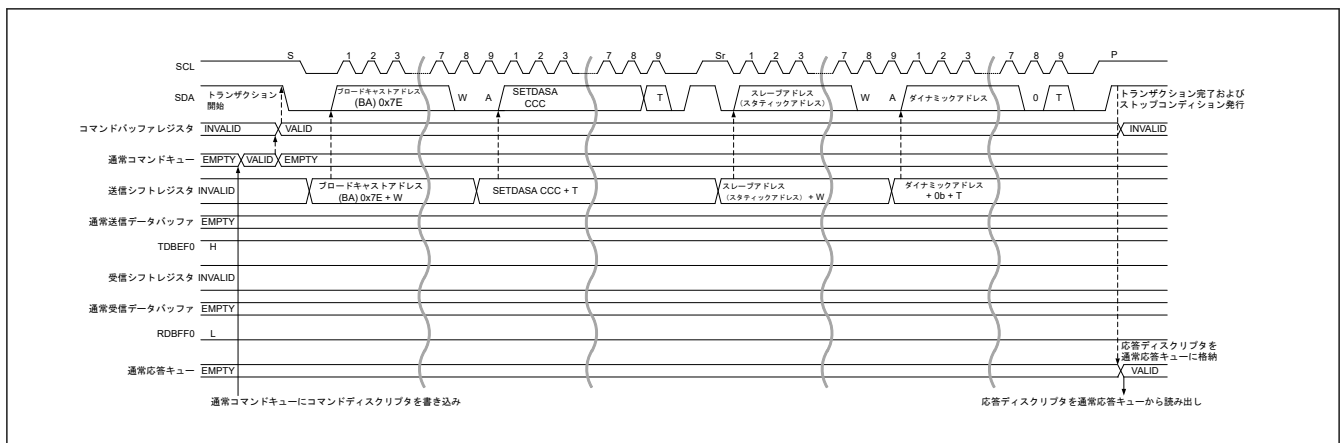 S 1 2 3 7 8 9 1 2 3 7 8 9 Sr 1 2 3 7 8 9 1 2 3 7 8 9 P
SCL
SDA
トランザクション
開始
ブロードキャストアドレス
(BA) 0x7E
W
A
SETDASA
CCC
T
スレーブアドレス
(スタティックアドレス)
W
A
ダイナミックアドレス
0
T
トランザクション完了および
ストップコンディション発行
コマンドバッファレジスタ INVALID VALID INVALID
通常コマンドキュー EMPTY VALID EMPTY
送信シフトレジスタ INVALID
ブロードキャストアドレス
(BA) 0x7E + W
SETDASA CCC + T
スレーブアドレス
(スタティックアドレス) + W
ダイナミックアドレス
+ 0b + T
通常送信データバッファ EMPTY
TDBEF0 H
受信シフトレジスタ INVALID
通常受信データバッファ EMPTY
RDBFF0 L
応答ディスクリプタを
通常応答キューに格納
通常応答キュー EMPTY VALID
通常コマンドキューにコマンドディスクリプタを書き込み
応答ディスクリプタを通常応答キューから読み出し